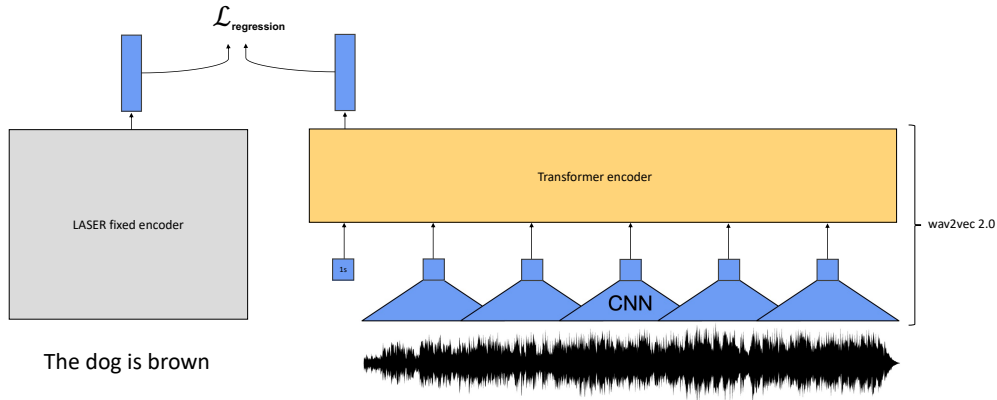 ℒregression
LASER fixed encoder
Transformer encoder
wav2vec 2.0
1s
CNN
The dog is brown